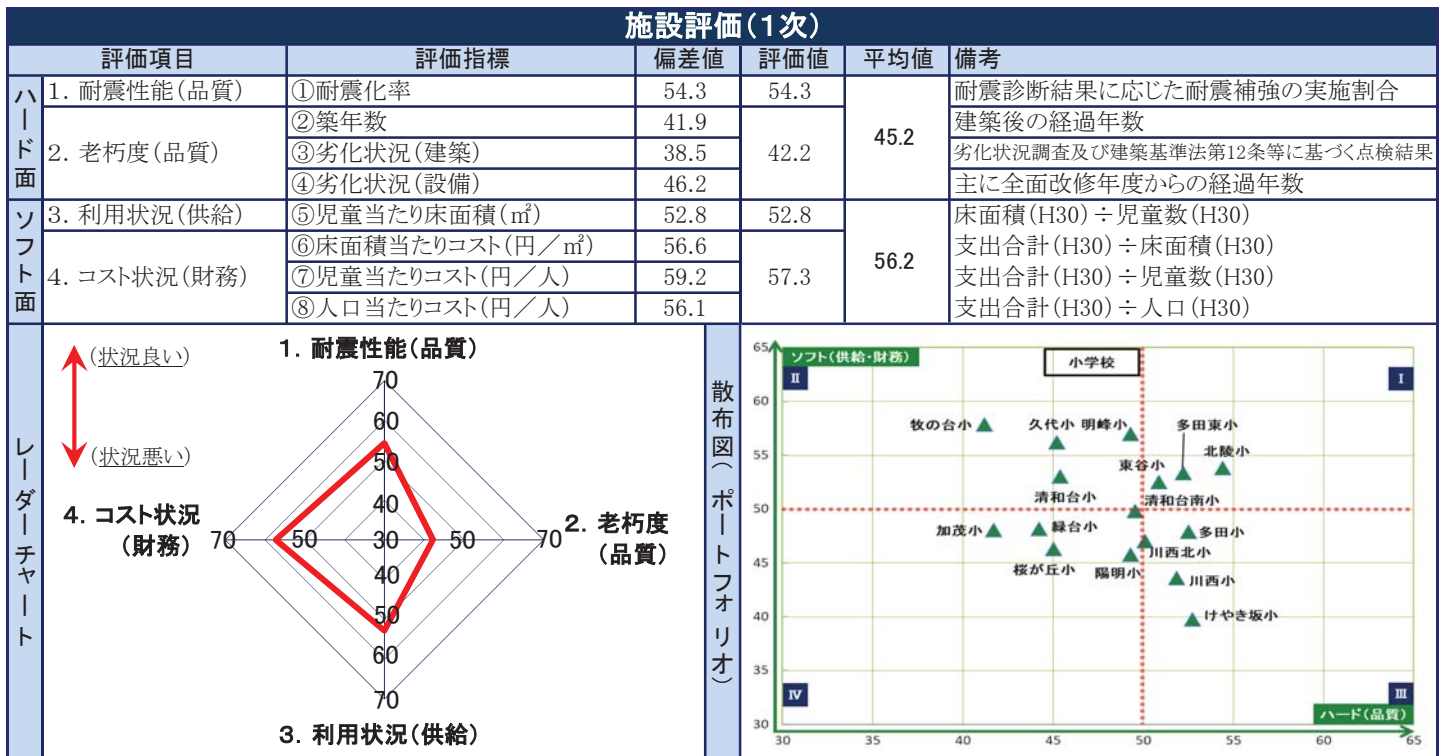 施設評価(1次)
評価項目 評価指標 偏差値 評価値 平均値 備考
ハード面
1. 耐震性能(品質) ①耐震化率 54.3 54.3 45.2 耐震診断結果に応じた耐震補強の実施割合
2. 老朽度(品質) ②築年数 41.9 42.2 建築後の経過年数
③劣化状況(建築) 38.5 劣化状況調査及び建築基準法第12条等に基づく点検結果
④劣化状況(設備) 46.2 主に全面改修年度からの経過年数
ソフト面
3. 利用状況(供給) ⑤児童当たり床面積(㎡) 52.8 52.8 56.2 床面積(H30)÷児童数(H30)
4. コスト状況(財務) ⑥床面積当たりコスト(円/㎡) 56.6 57.3 支出合計(H30)÷床面積(H30)
⑦児童当たりコスト(円/人) 59.2 支出合計(H30)÷児童数(H30)
⑧人口当たりコスト(円/人) 56.1 支出合計(H30)÷人口(H30)
レーダーチャート
(状況良い)
(状況悪い)
1. 耐震性能(品質)
70
60
50
40
4. コスト状況
(財務)
70 50 30 50 70
2. 老朽度
(品質)
40
50
60
70
3. 利用状況(供給)
散布図(ポートフォリオ)
65
ソフト(供給・財務)
小学校
II
I
60
牧の台小
久代小
明峰小
多田東小
55
東谷小
北陵小
清和台小
清和台南小
50
加茂小
緑台小
多田小
桜が丘小
陽明小
川西北小
45
川西小
40
けやき坂小
35
IV
III
ハード(品質)
30
30 35 40 45 50 55 60 65